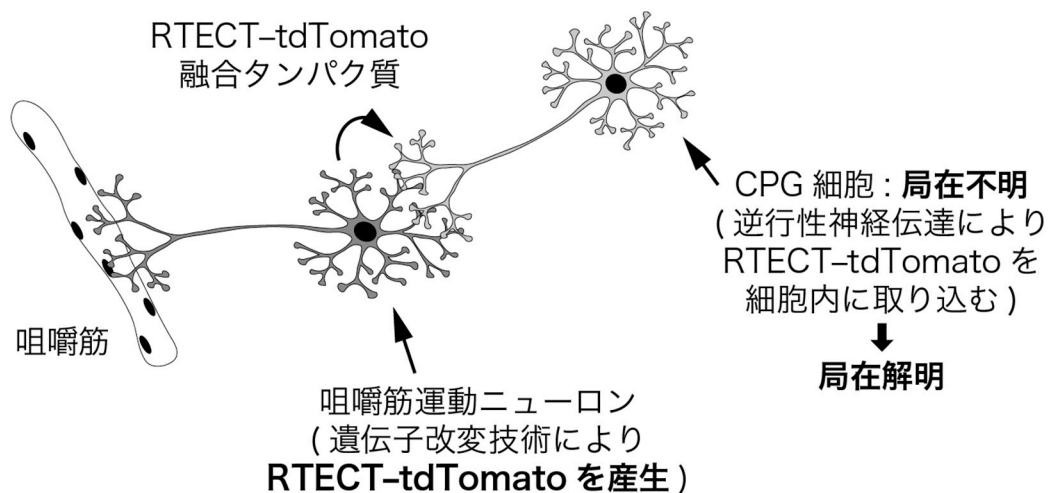 RTECT–tdTomato
融合タンパク質
CPG 細胞 : 局在不明
( 逆行性神経伝達により
RTECT–tdTomato を
細胞内に取り込む )
局在解明
咀嚼筋
咀嚼筋運動ニューロン
( 遺伝子改変技術により
RTECT–tdTomato を産生 )